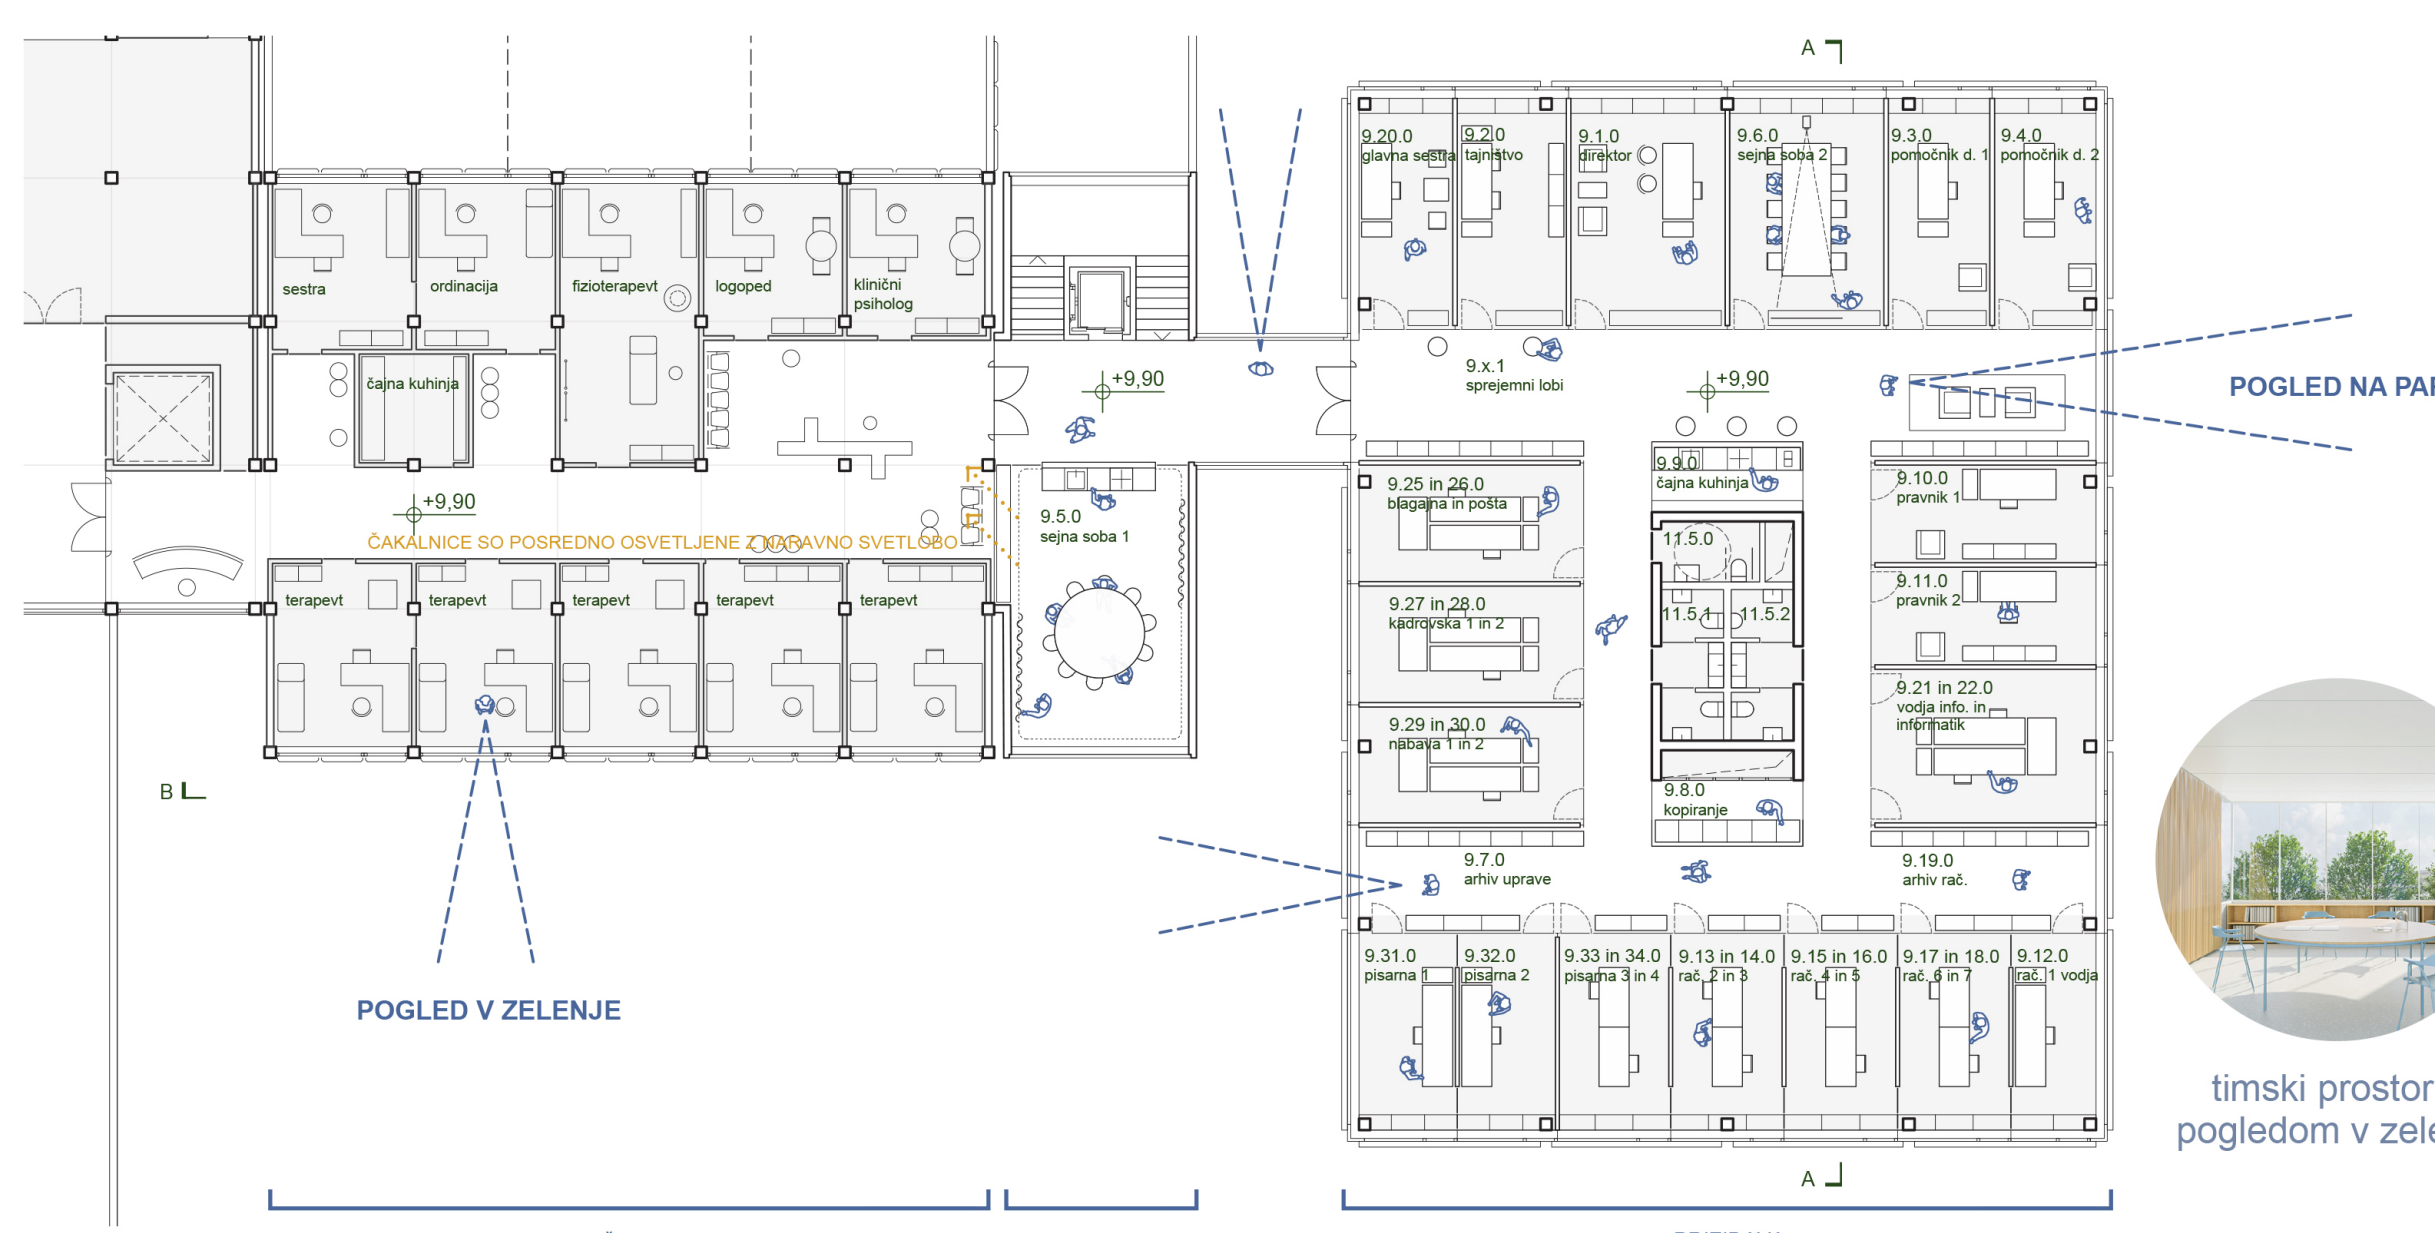 A
9.20.0
glavna sestra
9.2.0
tajništvo
9.1.0
direktor
9.6.0
sejna soba 2
9.3.0
pomočnik d. 1
9.4.0
pomočnik d. 2
sestra
ordinacija
fizioterapevt
logoped
klinični
psiholog
čajna kuhinja
+9,90
9.x.1
sprejemni lobi
+9,90
POGLED NA
+9,90
ČAKALNICE SO POSREDNO OSVETLJENE Z NARAVNO SVETLOBO
9.5.0
sejna soba 1
9.25 in 26.0
blagajna in pošta
9.9.0
čajna kuhinja
9.10.0
pravnik 1
11.5.0
9.11.0
pravnik 2
terapevt
terapevt
terapevt
terapevt
terapevt
9.27 in 28.0
kadrovska 1 in 2
11.5.1
11.5.2
9.21 in 22.0
vodja info. in
informatik
9.29 in 30.0
nabava 1 in 2
B
9.8.0
kopiranje
9.7.0
arhiv uprave
9.19.0
arhiv rač.
9.31.0
pisarna 1
9.32.0
pisarna 2
9.33 in 34.0
pisarna 3 in 4
9.13 in 14.0
rač. 2 in 3
9.15 in 16.0
rač. 4 in 5
9.17 in 18.0
rač. 6 in 7
9.12.0
rač. 1 vodja
POGLED V ZELENJE
timski prostor
pogledom v
A